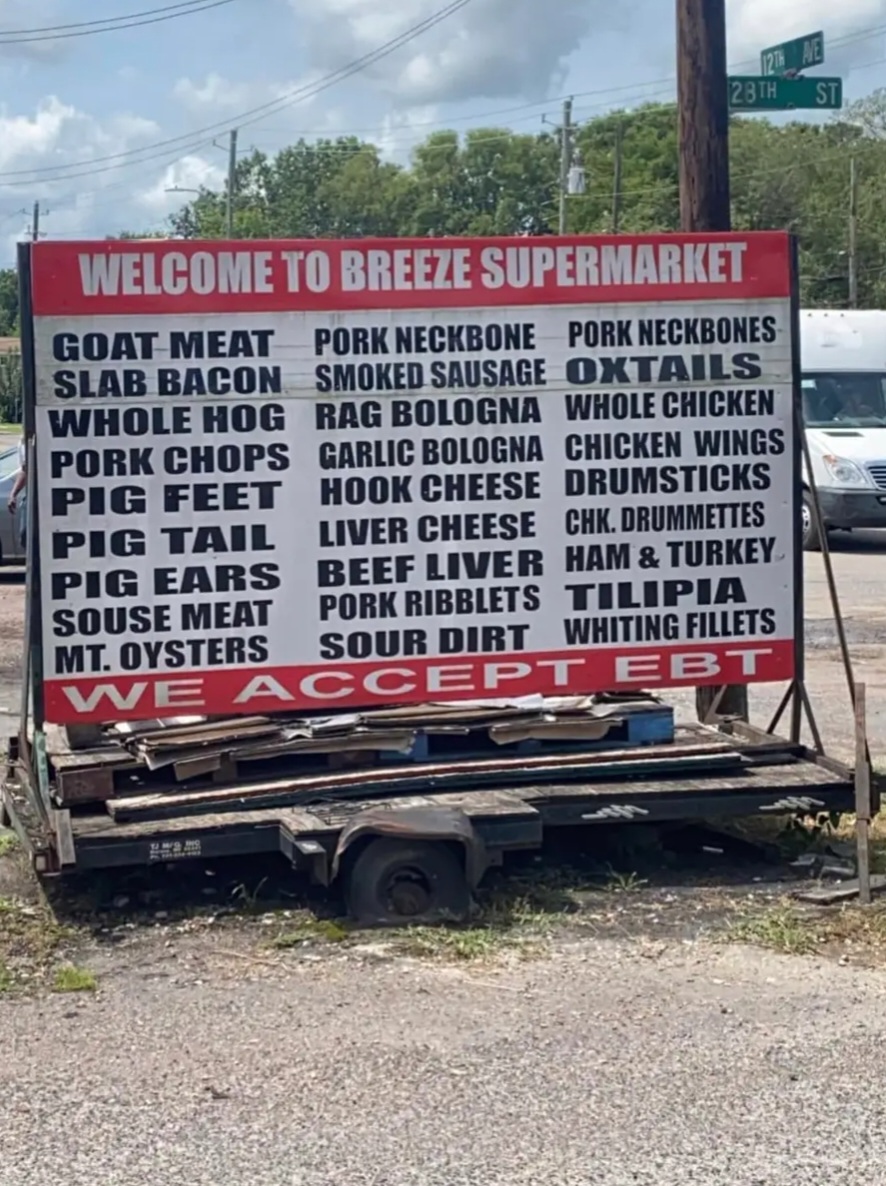 12TH AVE
28TH ST
WELCOME TO BREEZE SUPERMARKET
GOAT MEAT
SLAB BACON
WHOLE HOG
PORK CHOPS
PIG FEET
PIG TAIL
PIG EARS
SOUSE MEAT
MT. OYSTERS
PORK NECKBONE
SMOKED SAUSAGE
RAG BOLOGNA
GARLIC BOLOGNA
HOOK CHEESE
LIVER CHEESE
BEEF LIVER
PORK RIBBLETS
SOUR DIRT
PORK NECKBONES
OXTAILS
WHOLE CHICKEN
CHICKEN WINGS
DRUMSTICKS
CHK. DRUMMETTES
HAM & TURKEY
TILIPIA
WHITING FILLETS
WE ACCEPT EBT